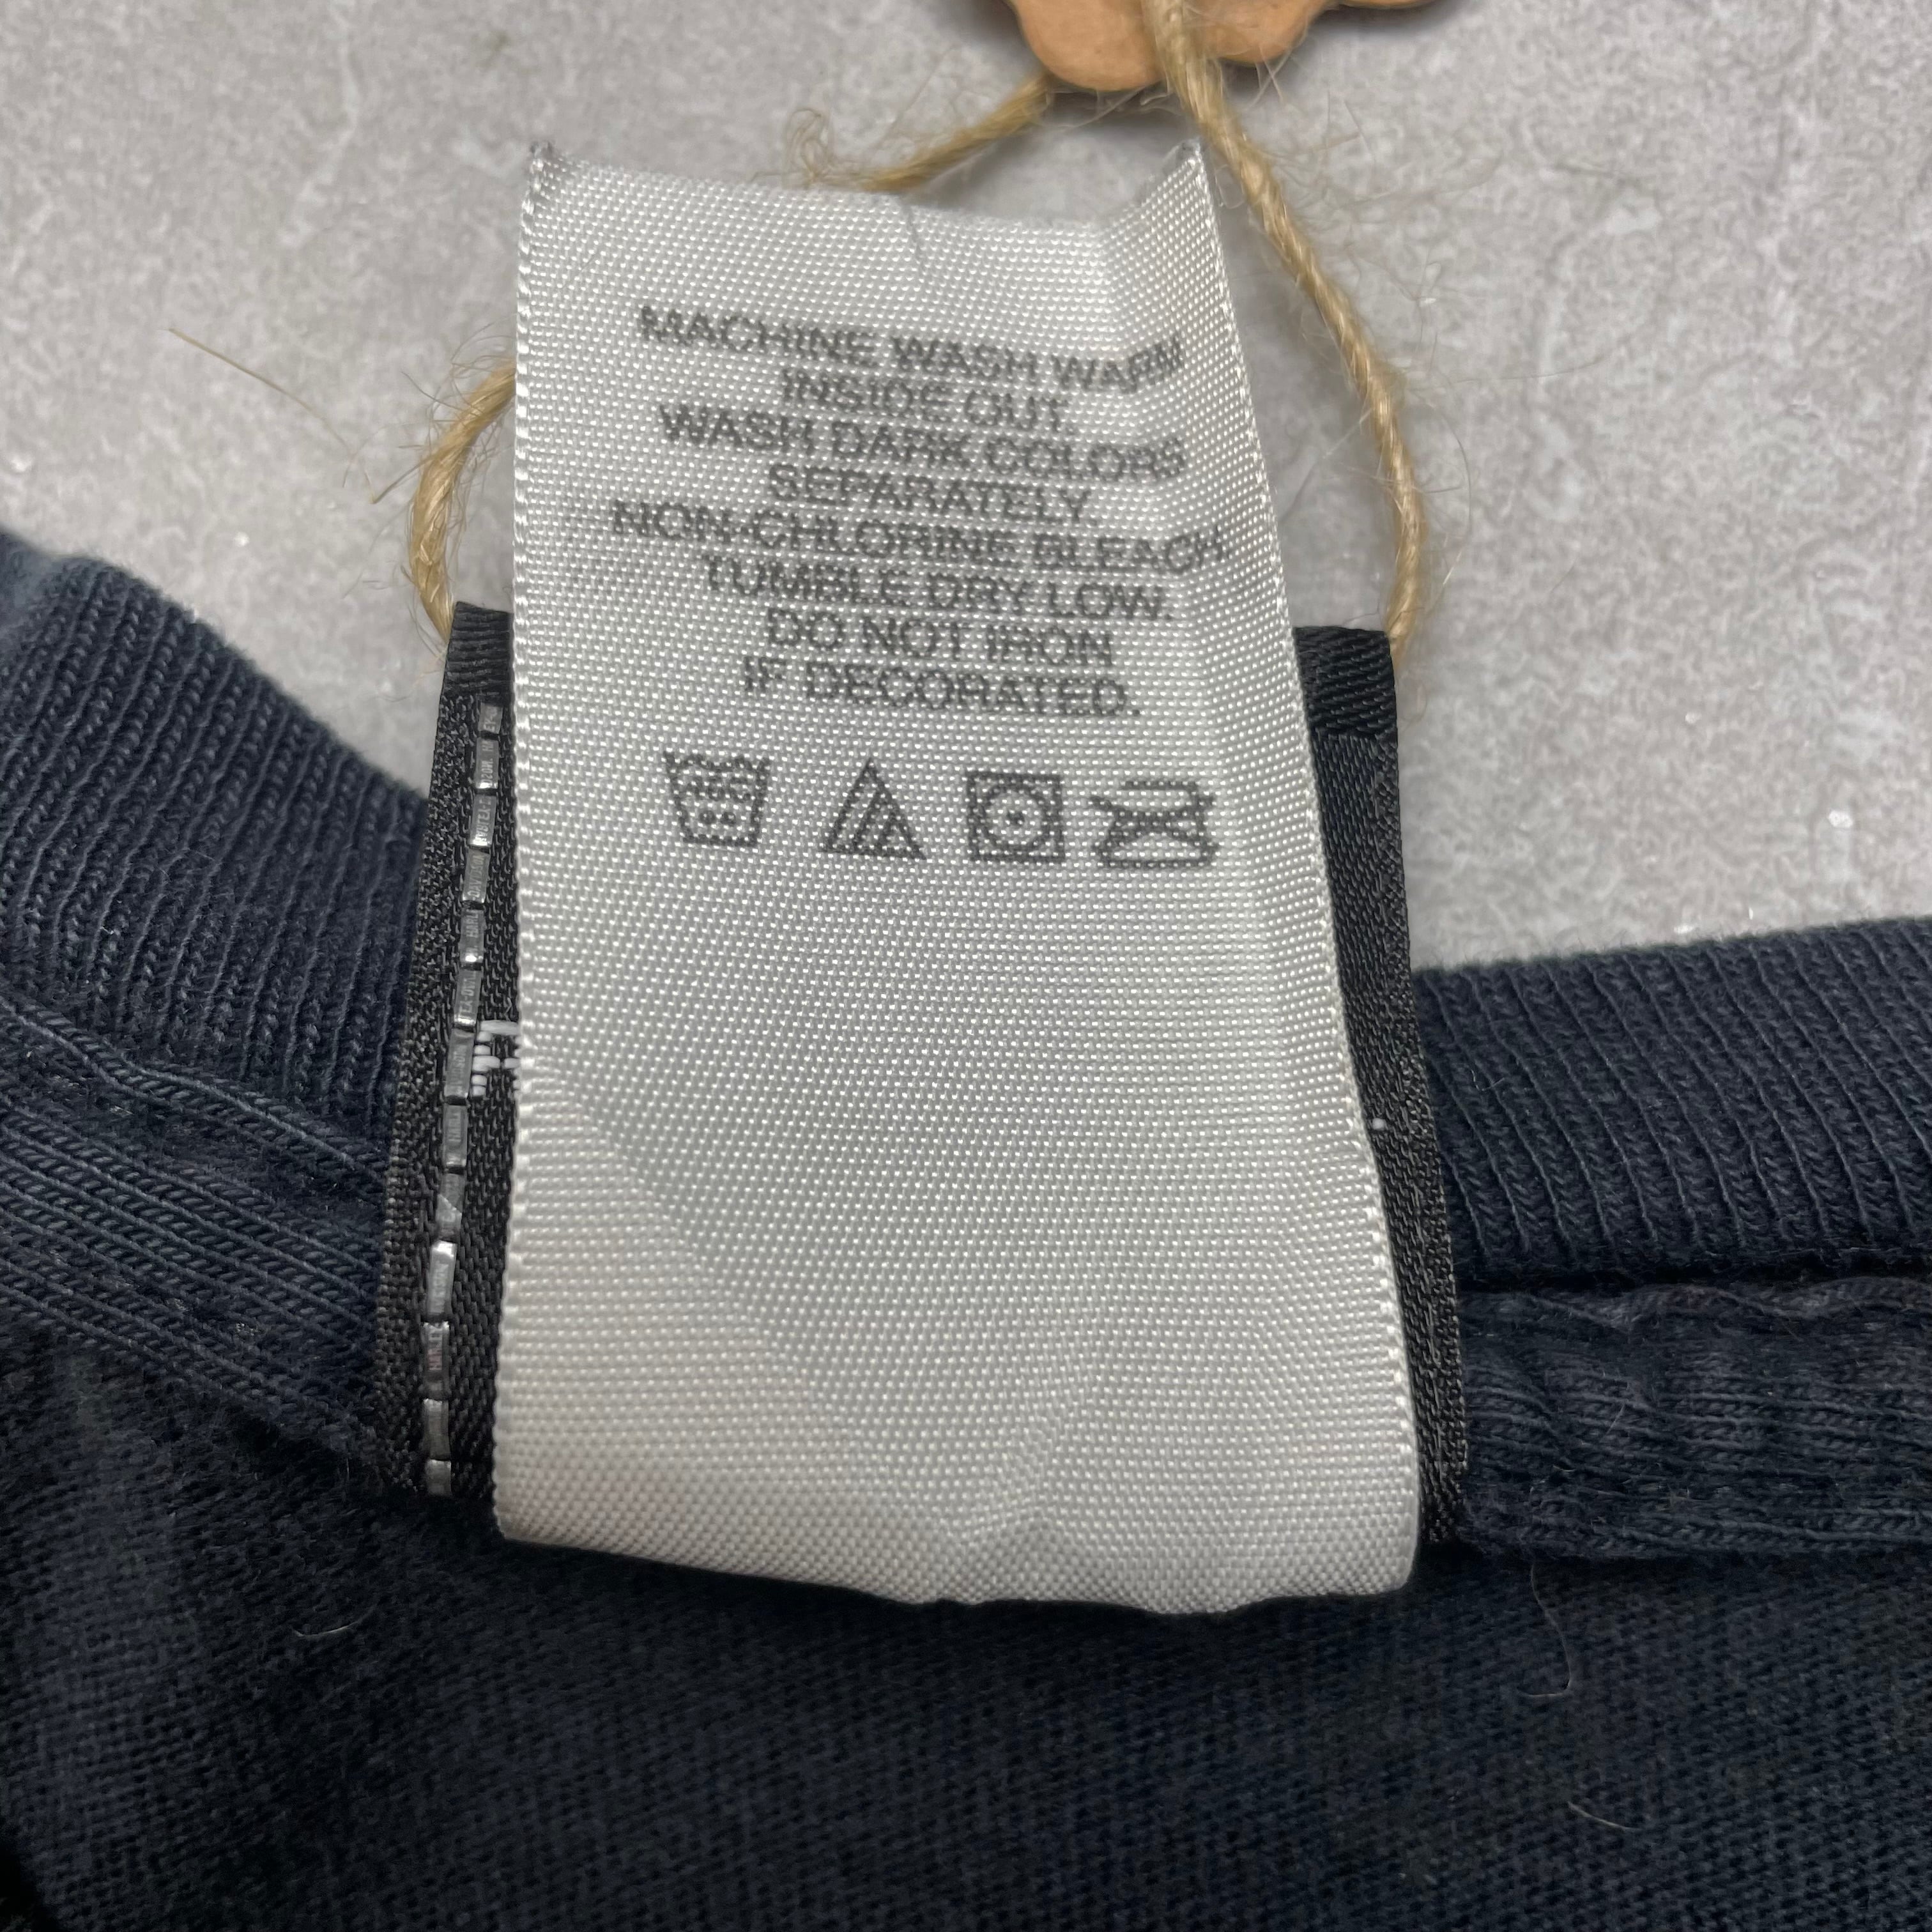 MACHINE WASH WARM
INSIDE OUT.
WASH DARK COLORS
SEPARATELY.
NON-CHLORINE BLEACH
TUMBLE DRY LOW.
DO NOT IRON
IF DECORATED.